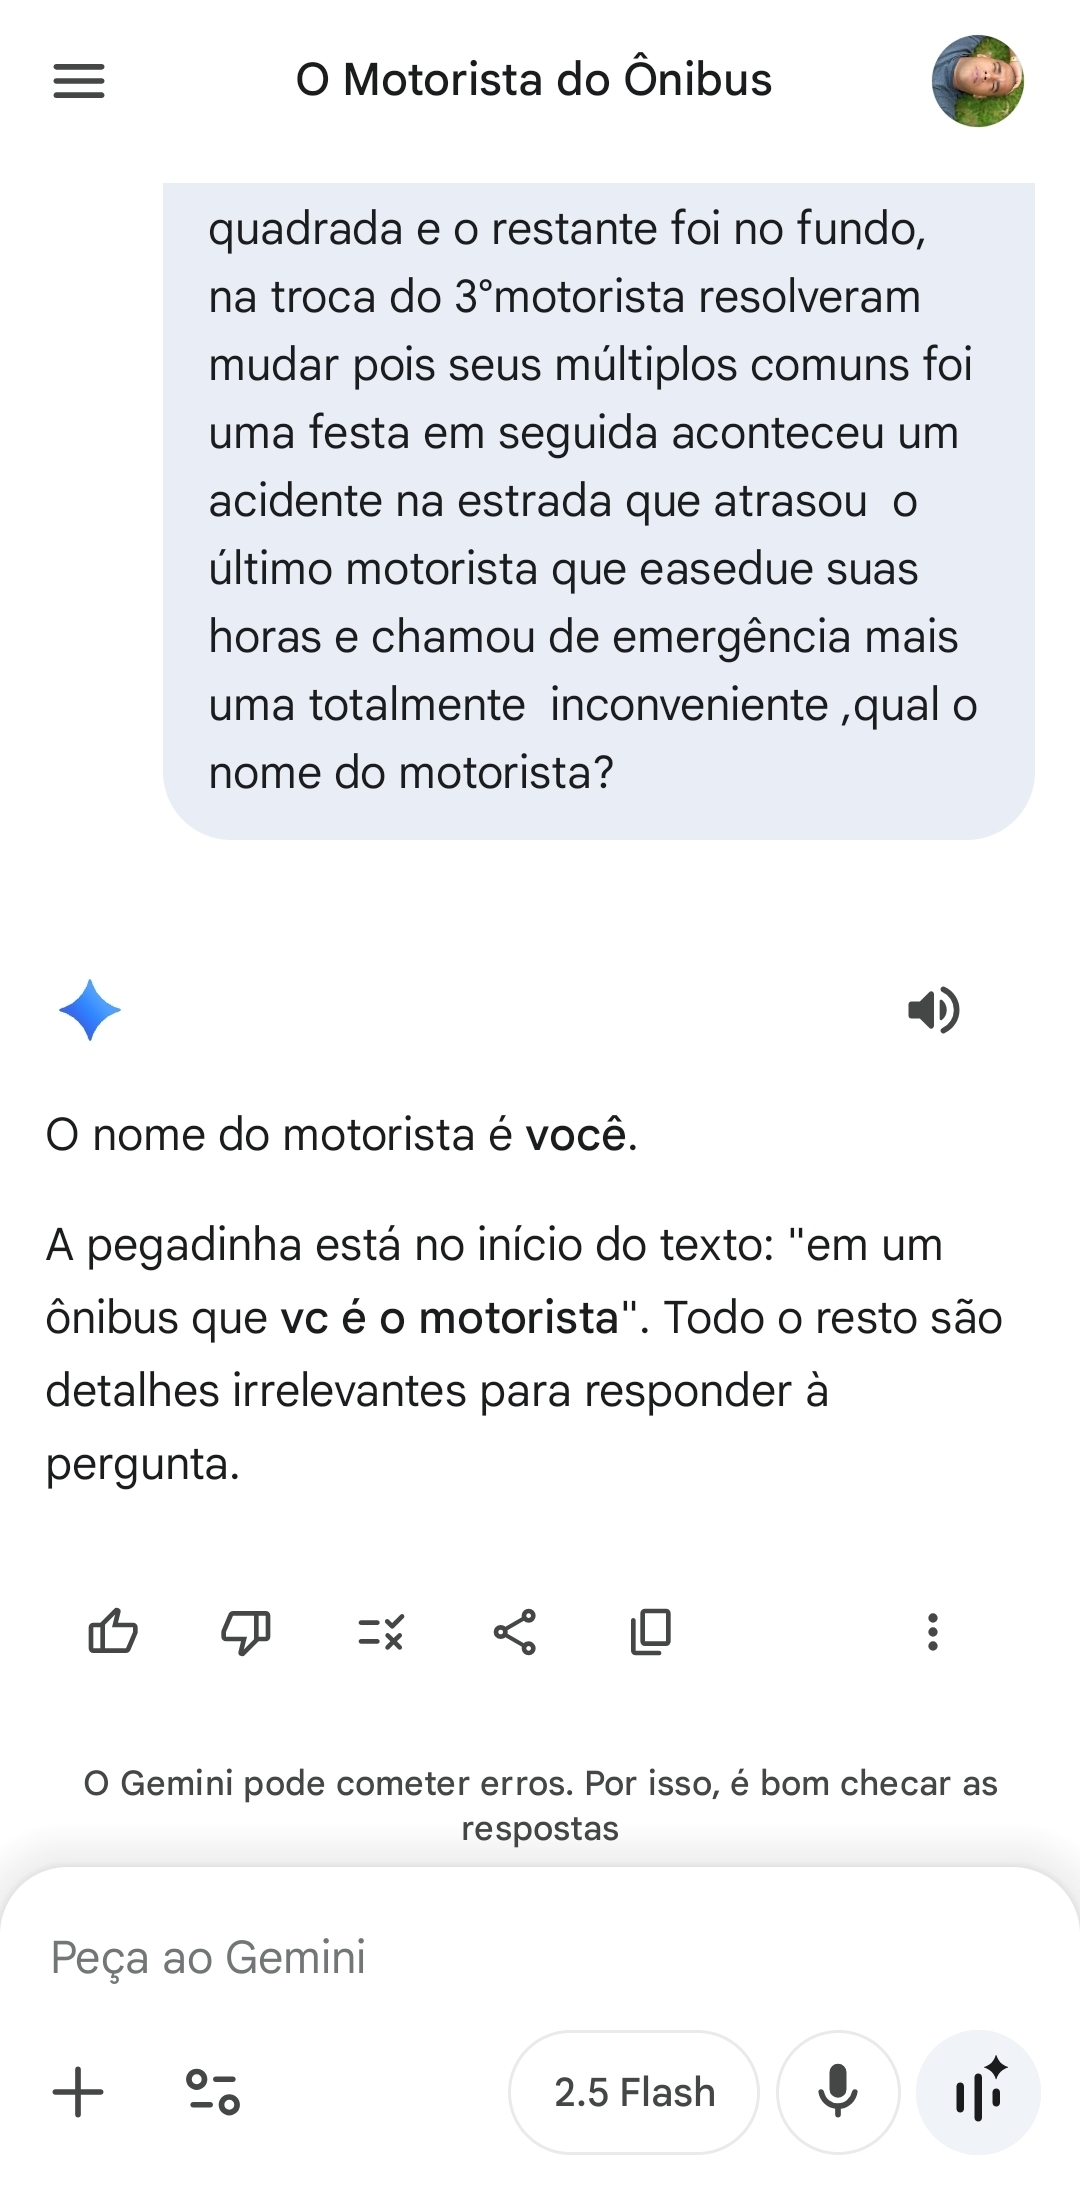 O Motorista do Ônibus
quadrada e o restante foi no fundo,
na troca do 3°motorista resolveram
mudar pois seus múltiplos comuns foi
uma festa em seguida aconteceu um
acidente na estrada que atrasou  o
último motorista que easedue suas
horas e chamou de emergência mais
uma totalmente  inconveniente ,qual o
nome do motorista?
O nome do motorista é você.
A pegadinha está no início do texto: "em um
ônibus que vc é o motorista". Todo o resto são
detalhes irrelevantes para responder à
pergunta.
O Gemini pode cometer erros. Por isso, é bom checar as
respostas
Peça ao Gemini
2.5 Flash